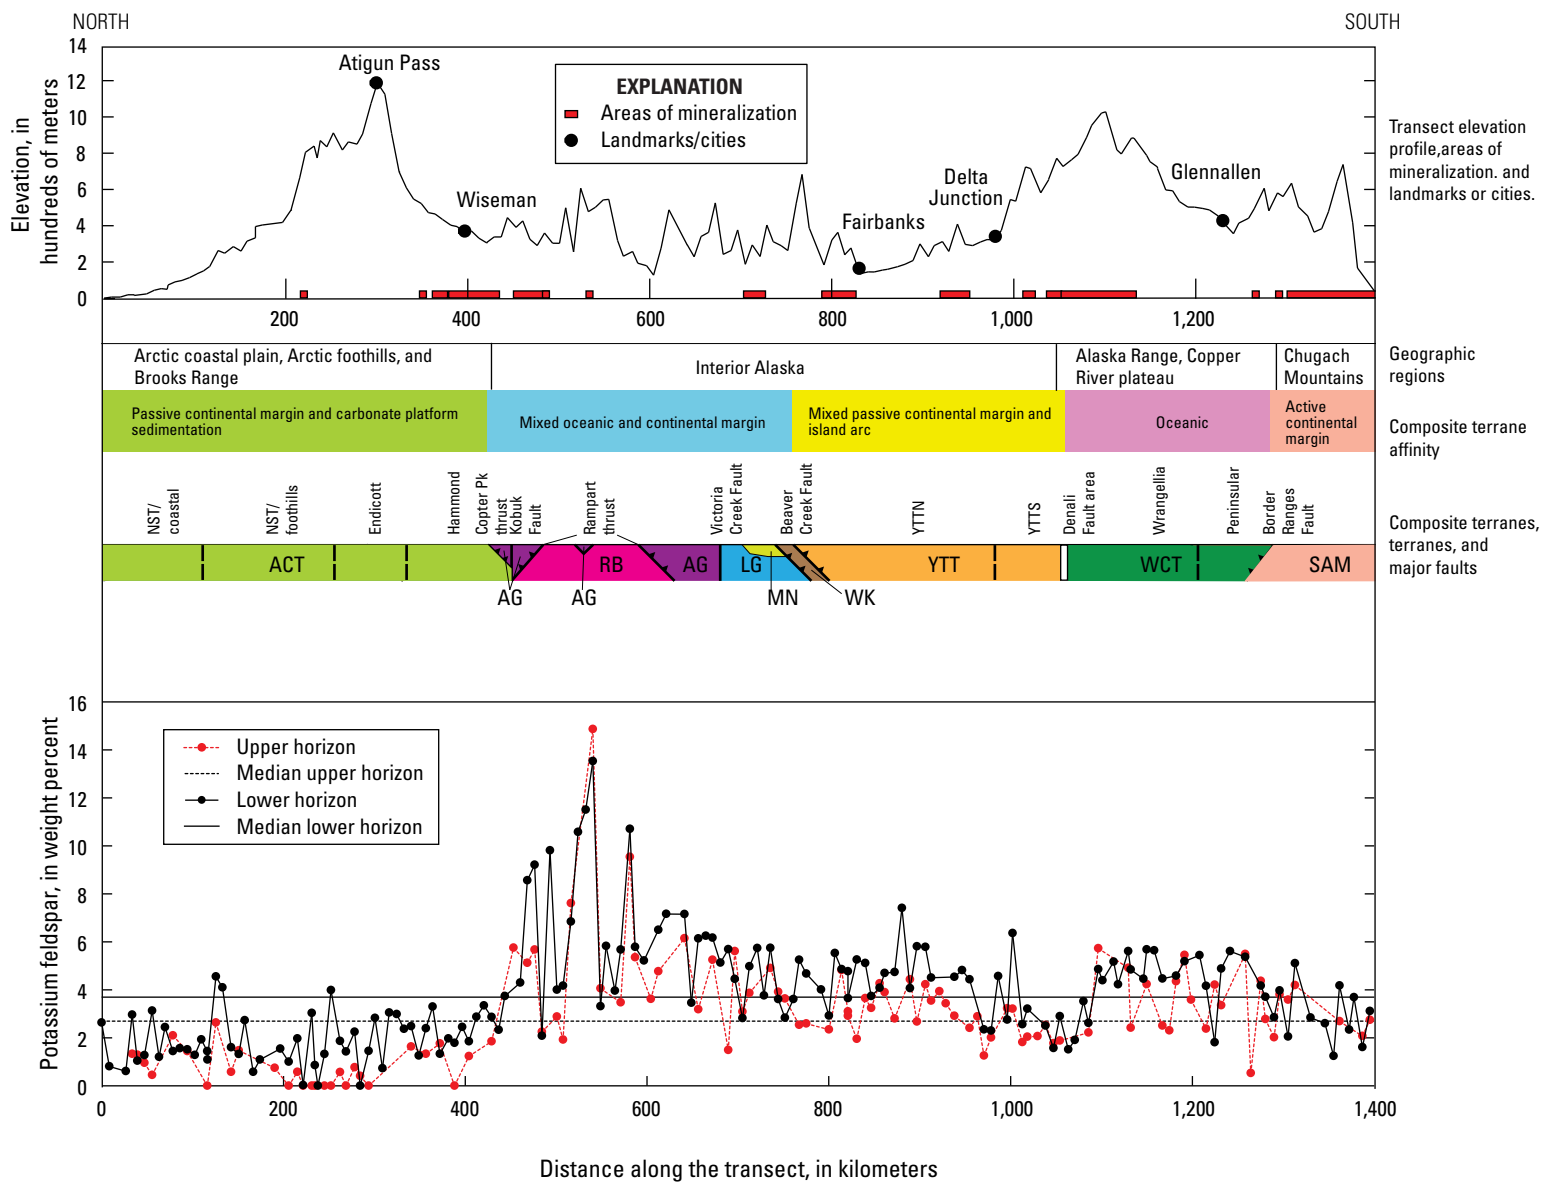 NORTH
SOUTH
Elevation, in
hundreds of meters
14
12
10
8
6
4
2
0
Atigun Pass
Wiseman
Fairbanks
Delta
Junction
Glennallen
EXPLANATION
Areas of mineralization
Landmarks/cities
Transect elevation
profile,areas of
mineralization. and
landmarks or cities.
200
400
600
800
1,000
1,200
Arctic coastal plain, Arctic foothills, and
Brooks Range
Interior Alaska
Alaska Range, Copper
River plateau
Chugach
Mountains
Geographic
regions
Passive continental margin and carbonate platform
sedimentation
Mixed oceanic and continental margin
Mixed passive continental margin and
island arc
Oceanic
Active
continental
margin
Composite terrane
affinity
NST/
coastal
NST/
foothills
Endicott
Hammond
Copter Pk
thrust
Kobuk
Fault
Rampart
thrust
Victoria
Creek Fault
Beaver
Creek Fault
YTTN
YTTS
Denali
Fault area
Wrangellia
Peninsular
Border
Ranges
Fault
Composite terranes,
terranes, and
major faults
ACT
RB
AG
LG
YTT
WCT
SAM
AG
AG
MN
WK
Potassium feldspar, in weight percent
16
14
12
10
8
6
4
2
0
Upper horizon
Median upper horizon
Lower horizon
Median lower horizon
0
200
400
600
800
1,000
1,200
1,400
Distance along the transect, in kilometers